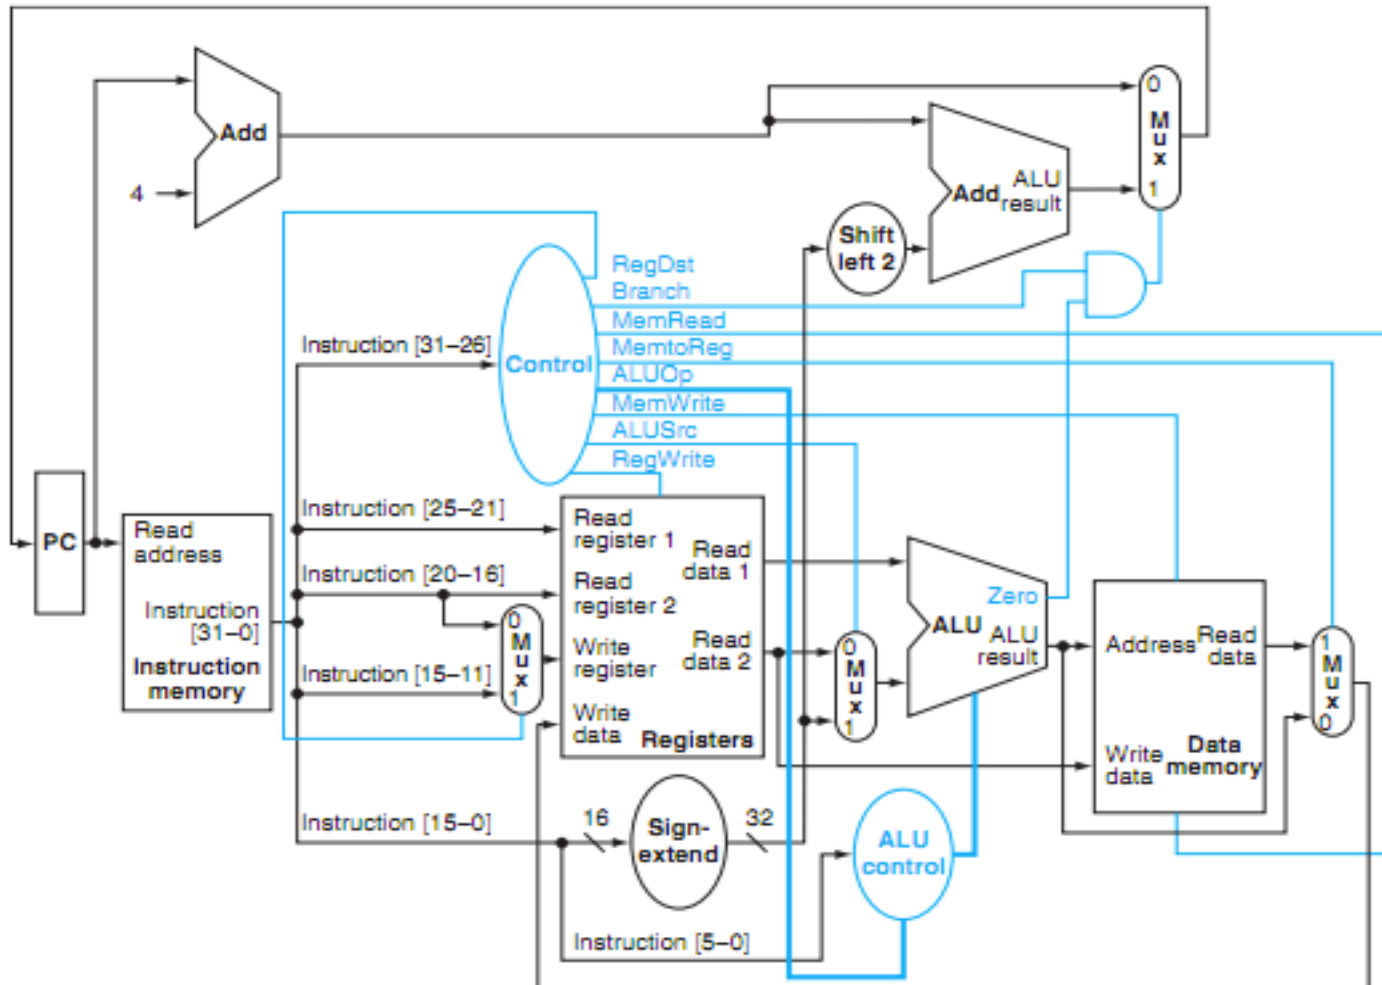 0
M
u
x
1
Add
4
Add
ALU
result
Shift
left 2
RegDst
Branch
MemRead
MemtoReg
ALUOp
MemWrite
ALUSrc
RegWrite
Control
Instruction [31–26]
Instruction [25–21]
Instruction [20–16]
Instruction [15–11]
Instruction [15–0]
Instruction [5–0]
PC
Read
address
Instruction
[31–0]
Instruction
memory
0
M
u
x
1
Read
register 1
Read
register 2
Write
register
Write
data
Read
data 1
Read
data 2
Registers
0
M
u
x
1
Zero
ALU
ALU
result
Address
Read
data
Write
data
Data
memory
1
M
u
x
0
16
Sign-
extend
32
ALU
control